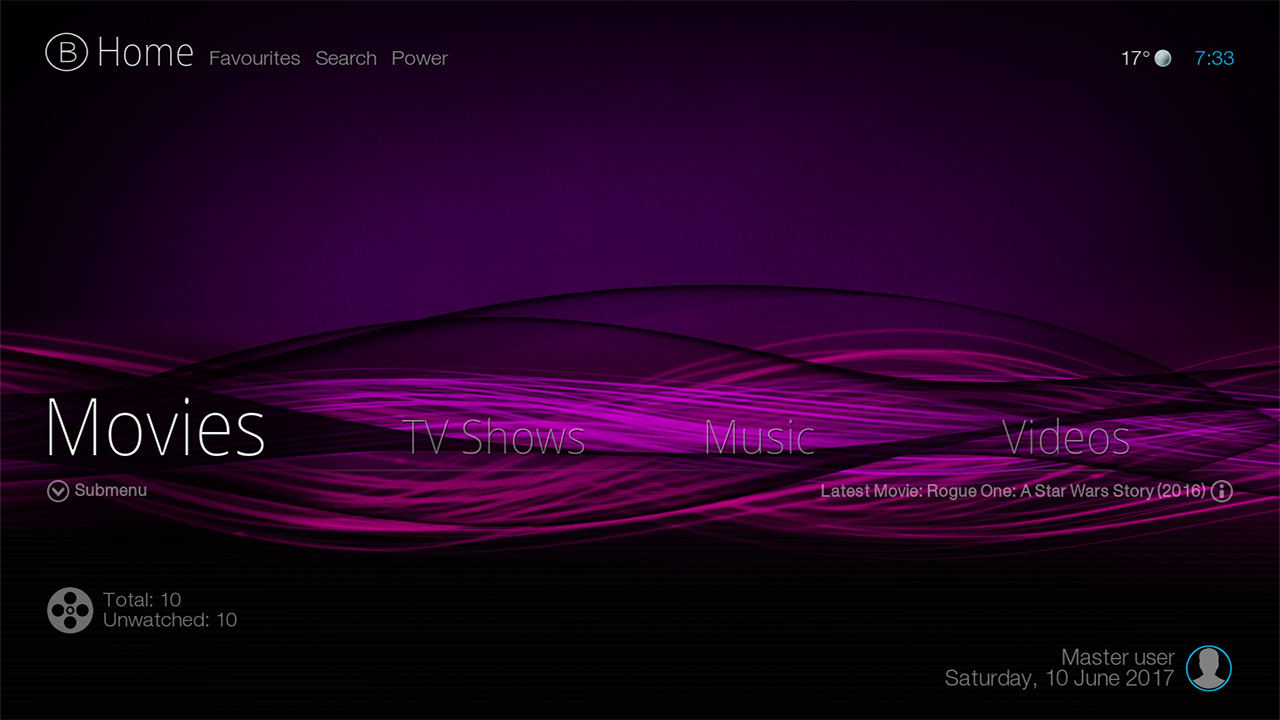 B Home Favourites Search Power 17° 7:33
Movies TV Shows Music Videos
Submenu Latest Movie: Rogue One: A Star Wars Story (2016)
Total: 10
Unwatched: 10
Master user
Saturday, 10 June 2017